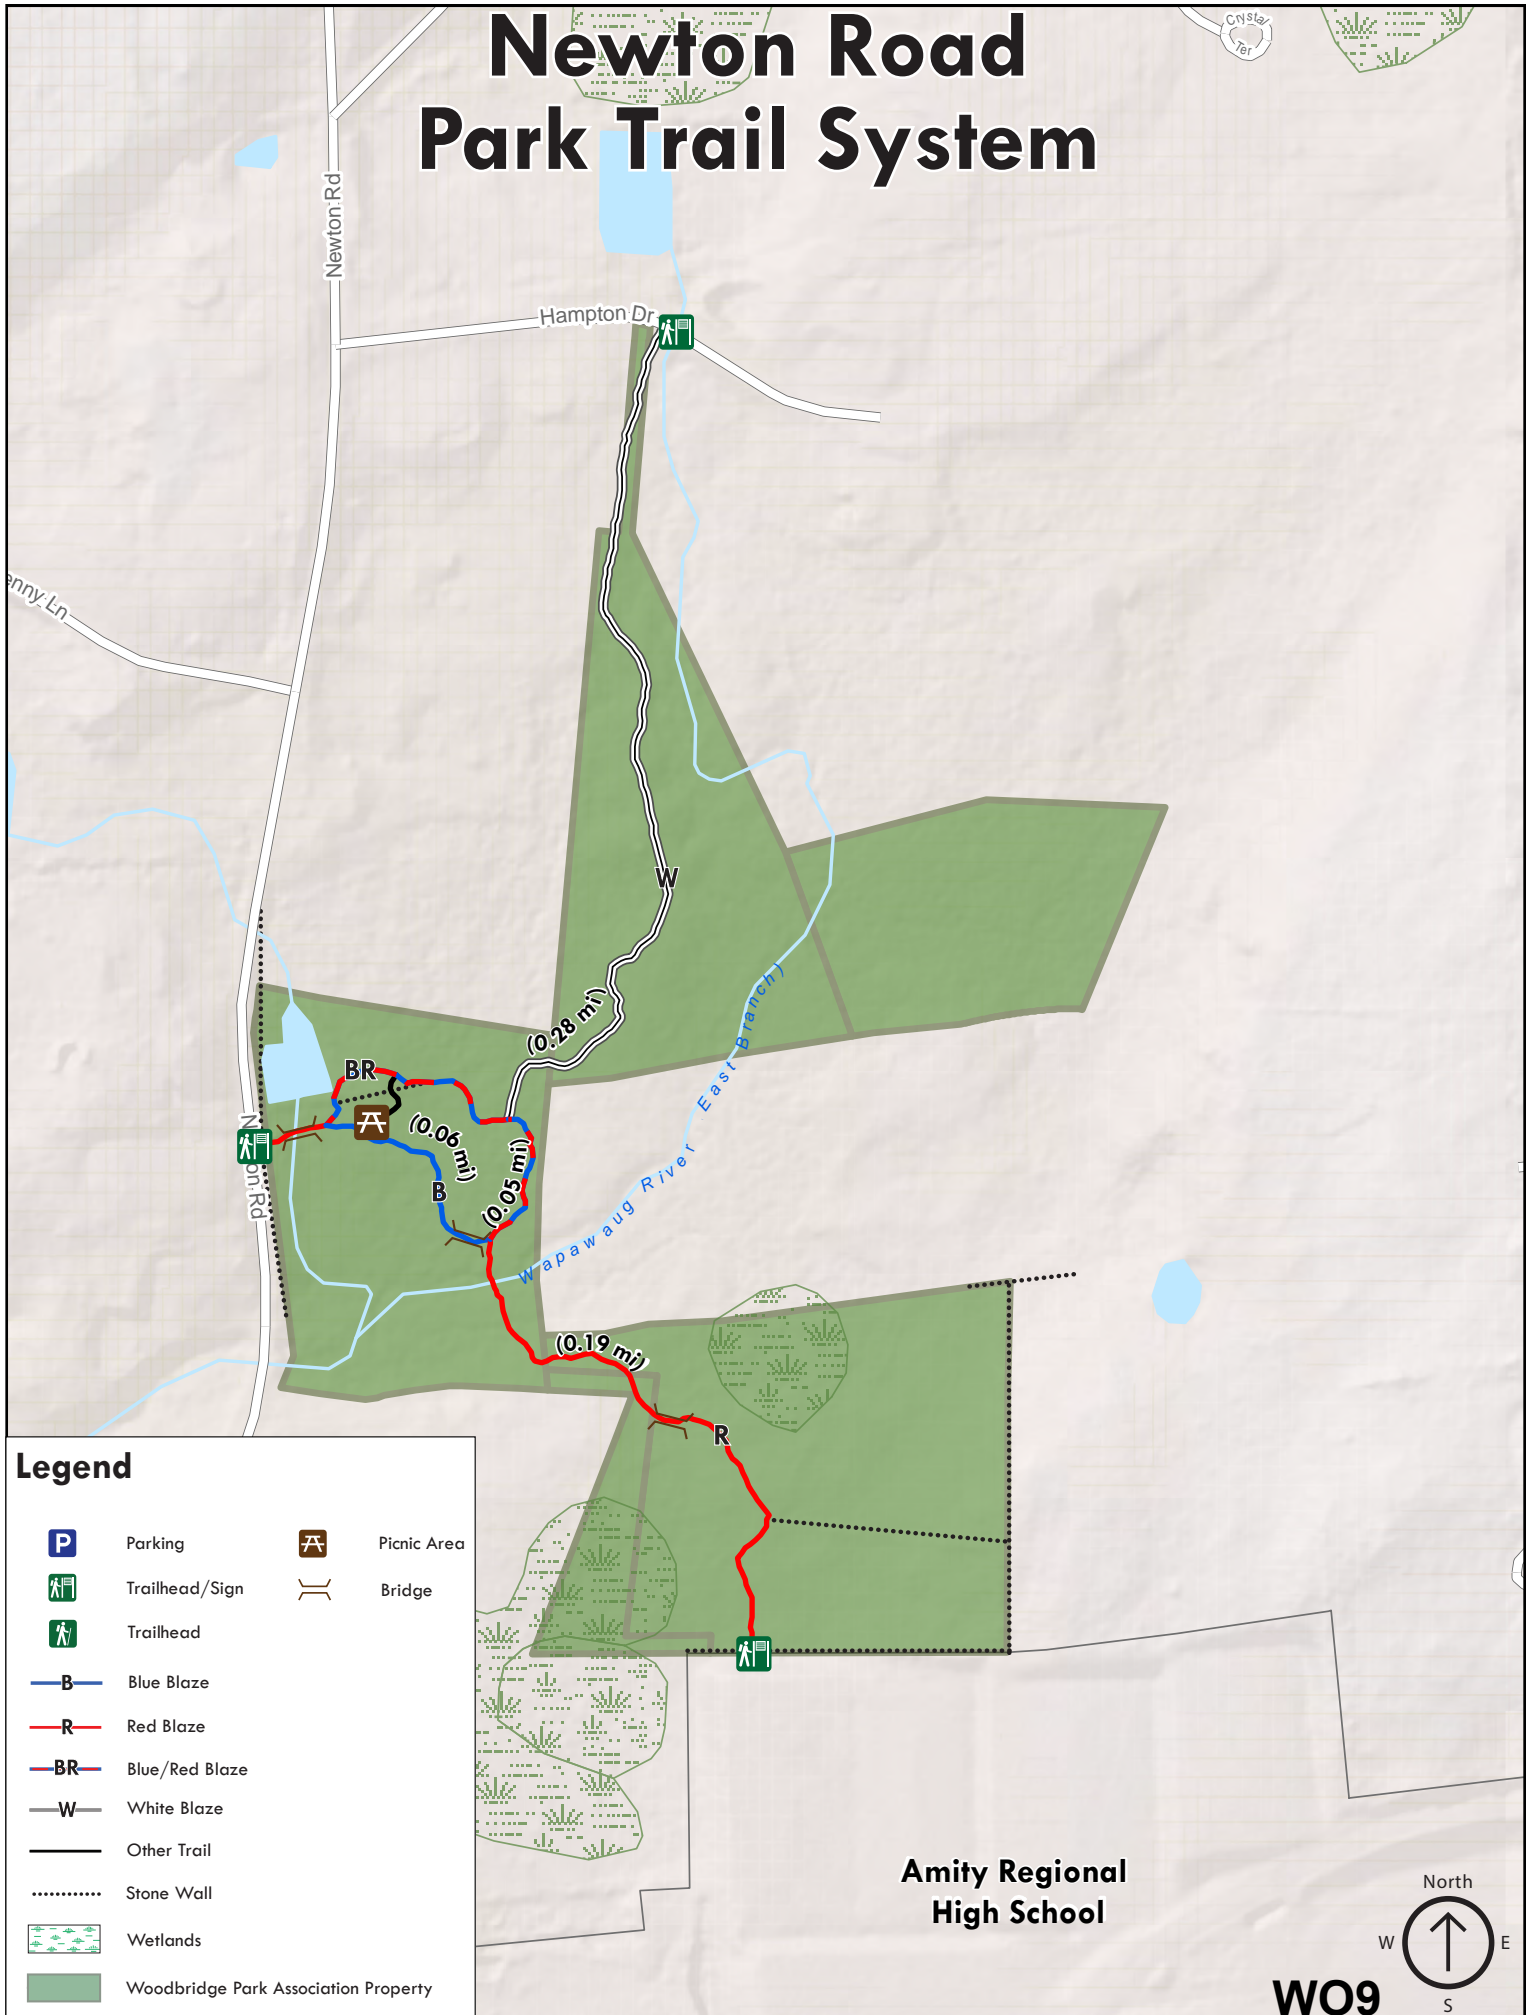 Newton Road
Park Trail System
Crystal
Ter
Newton Rd
Hampton Dr
enny Ln
W
(0.28 mi)
BR
(0.06 mi)
B
(0.05 mi)
N
on Rd
Wapawaug River East Branch)
(0.19 mi)
R
Legend
P Parking
Picnic Area
Trailhead/Sign
Bridge
Trailhead
B Blue Blaze
R Red Blaze
BR Blue/Red Blaze
W White Blaze
Other Trail
Stone Wall
Wetlands
Woodbridge Park Association Property
Amity Regional
High School
North
W E
S
WO9